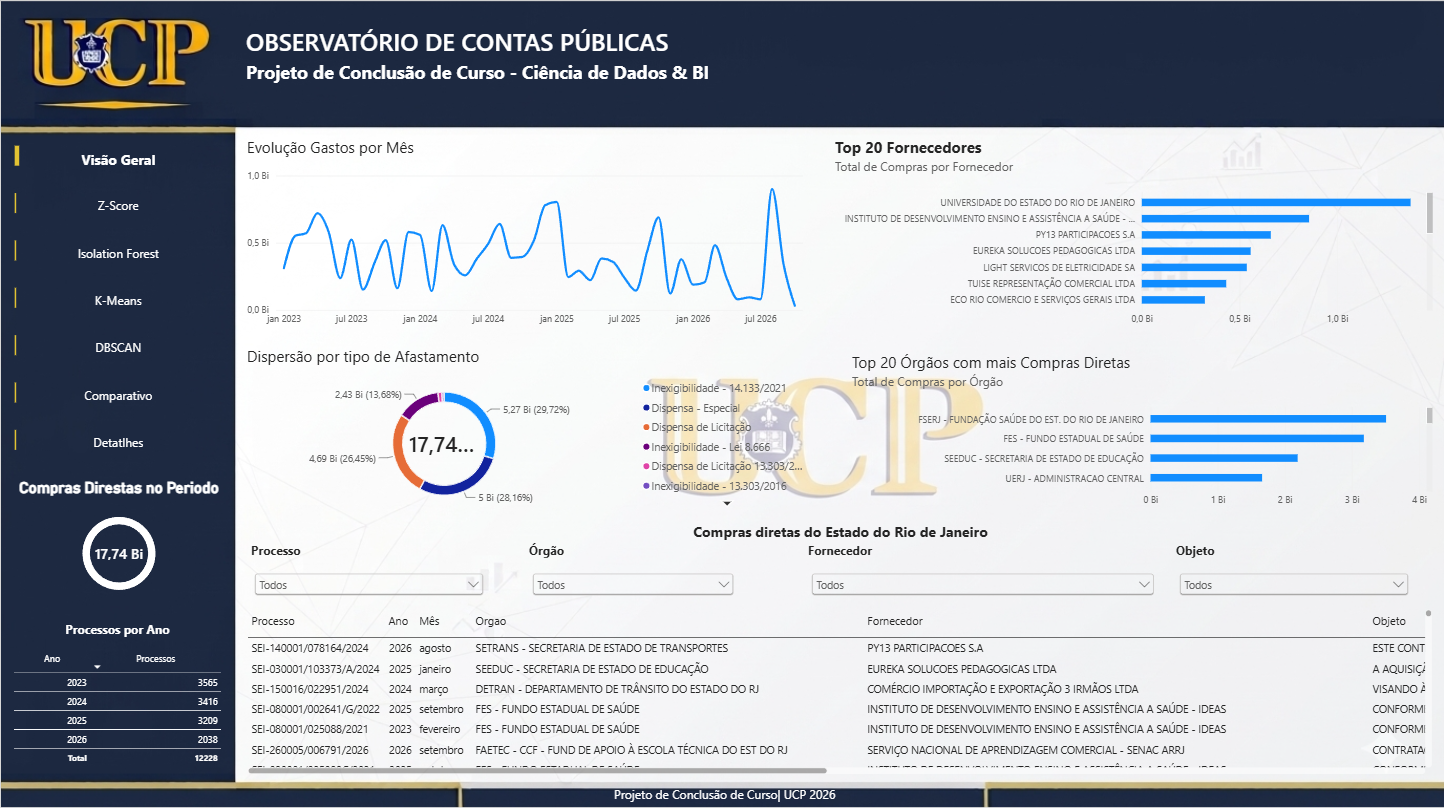 UCP
OBSERVATÓRIO DE CONTAS PÚBLICAS
Projeto de Conclusão de Curso - Ciência de Dados & BI
Visão Geral
Z-Score
Isolation Forest
K-Means
DBSCAN
Comparativo
Detatlhes
Compras Direstas no Periodo
17,74 Bi
Processos por Ano
Ano Processos
2023 3565
2024 3416
2025 3209
2026 2038
Total 12228
Evolução Gastos por Mês
1,0 Bi
0,5 Bi
0,0 Bi
jan 2023 jul 2023 jan 2024 jul 2024 jan 2025 jul 2025 jan 2026 jul 2026
Top 20 Fornecedores
Total de Compras por Fornecedor
UNIVERSIDADE DO ESTADO DO RIO DE JANEIRO
INSTITUTO DE DESENVOLVIMENTO ENSINO E ASSISTÊNCIA A SAÚDE - ...
PY13 PARTICIPACOES S.A
EUREKA SOLUCOES PEDAGOGICAS LTDA
LIGHT SERVICOS DE ELETRICIDADE SA
TUISE REPRESENTAÇÃO COMERCIAL LTDA
ECO RIO COMERCIO E SERVIÇOS GERAIS LTDA
0,0 Bi 0,5 Bi 1,0 Bi
Dispersão por tipo de Afastamento
2,43 Bi (13,68%)
5,27 Bi (29,72%)
17,74...
4,69 Bi (26,45%)
5 Bi (28,16%)
Inexigibilidade - 14.133/2021
Dispensa - Especial
Dispensa de Licitação
Inexigibilidade - Lei 8.666
Dispensa de Licitação 13.303/2...
Inexigibilidade - 13.303/2016
UCP
Top 20 Órgãos com mais Compras Diretas
Total de Compras por Órgão
FSERJ - FUNDAÇÃO SAÚDE DO EST. DO RIO DE JANEIRO
FES - FUNDO ESTADUAL DE SAÚDE
SEEDUC - SECRETARIA DE ESTADO DE EDUCAÇÃO
UERJ - ADMINISTRACAO CENTRAL
0 Bi 1 Bi 2 Bi 3 Bi 4 Bi
Compras diretas do Estado do Rio de Janeiro
Processo Órgão Fornecedor Objeto
Todos Todos Todos Todos
Processo Ano Mês Orgao Fornecedor Objeto
SEI-140001/078164/2024 2026 agosto SETRANS - SECRETARIA DE ESTADO DE TRANSPORTES PY13 PARTICIPACOES S.A ESTE CONT
SEI-030001/103373/A/2024 2025 janeiro SEEDUC - SECRETARIA DE ESTADO DE EDUCAÇÃO EUREKA SOLUCOES PEDAGOGICAS LTDA A AQUISIÇ
SEI-150016/022951/2024 2024 março DETRAN - DEPARTAMENTO DE TRÂNSITO DO ESTADO DO RJ COMÉRCIO IMPORTAÇÃO E EXPORTAÇÃO 3 IRMÃOS LTDA VISANDO À
SEI-080001/002641/G/2022 2025 setembro FES - FUNDO ESTADUAL DE SAÚDE INSTITUTO DE DESENVOLVIMENTO ENSINO E ASSISTÊNCIA A SAÚDE - IDEAS CONFORMI
SEI-080001/025088/2021 2023 fevereiro FES - FUNDO ESTADUAL DE SAÚDE INSTITUTO DE DESENVOLVIMENTO ENSINO E ASSISTÊNCIA A SAÚDE - IDEAS CONFORMI
SEI-260005/006791/2026 2026 setembro FAETEC - CCF - FUND DE APOIO À ESCOLA TÉCNICA DO EST DO RJ SERVIÇO NACIONAL DE APRENDIZAGEM COMERCIAL - SENAC ARRJ CONTRATA
Projeto de Conclusão de Curso| UCP 2026